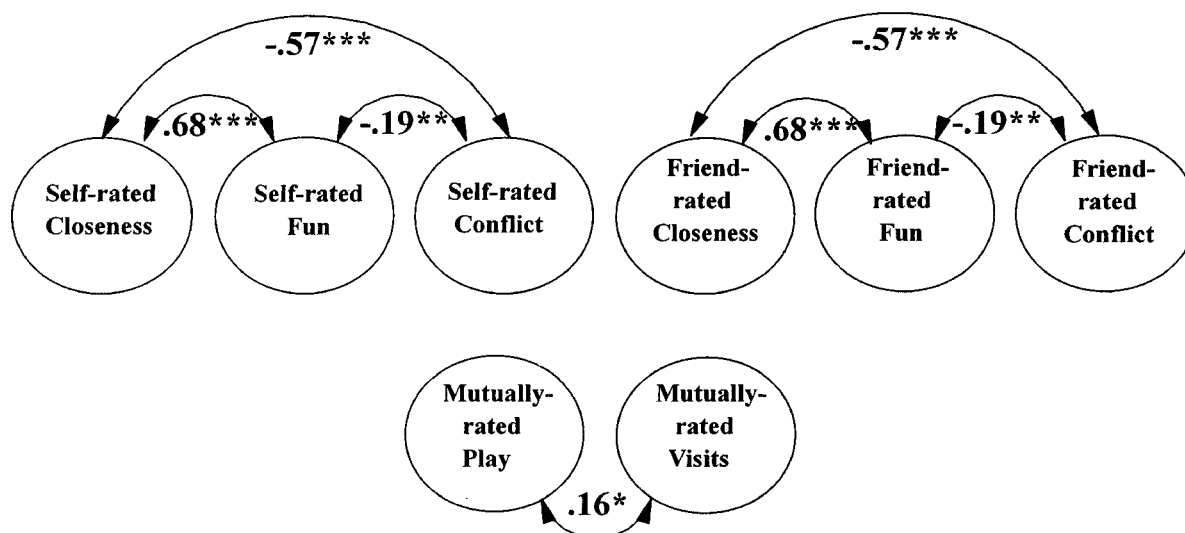 -.57***
-.57***
.68***
-.19**
.68***
-.19**
Self-rated
Closeness
Self-rated
Fun
Self-rated
Conflict
Friend-
rated
Closeness
Friend-
rated
Fun
Friend-
rated
Conflict
Mutually-
rated
Play
Mutually-
rated
Visits
.16*